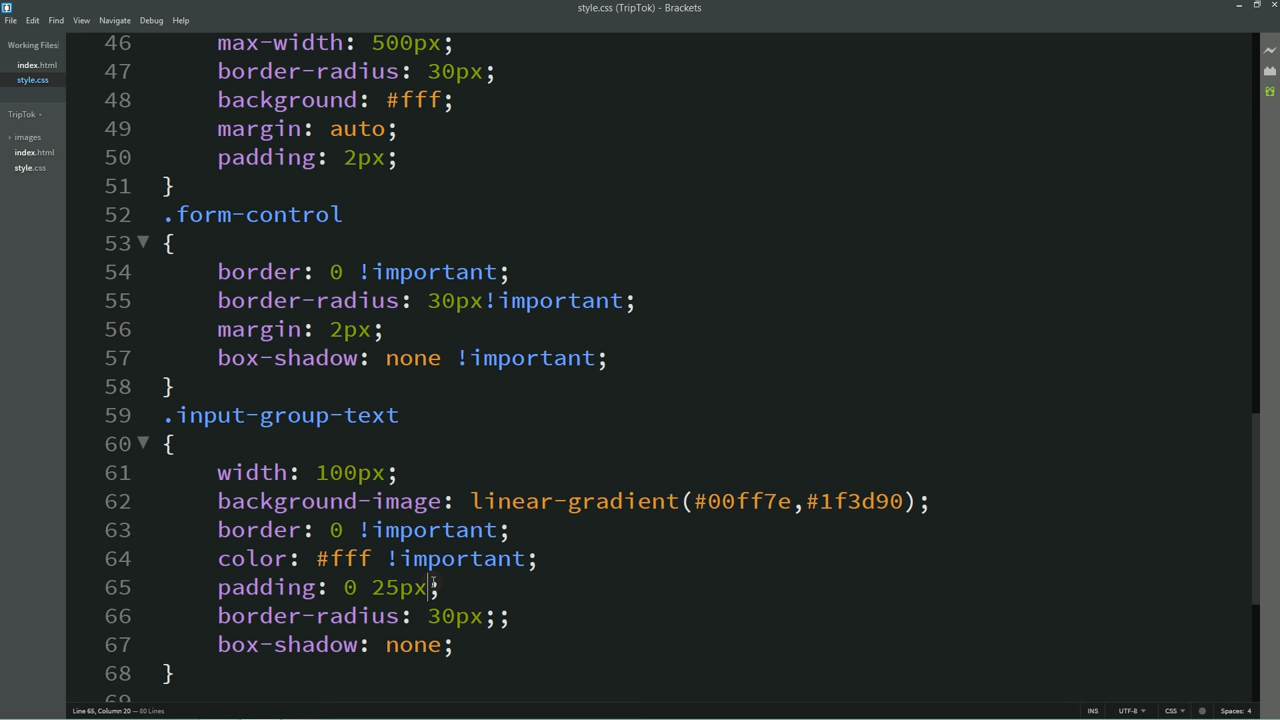 style.css (TripTok) - Brackets
File Edit Find View Navigate Debug Help
Working Files
index.html
style.css
TripTok
images
index.html
style.css
46 max-width: 500px;
47 border-radius: 30px;
48 background: #fff;
49 margin: auto;
50 padding: 2px;
51 }
52 .form-control
53 {
54 border: 0 !important;
55 border-radius: 30px!important;
56 margin: 2px;
57 box-shadow: none !important;
58 }
59 .input-group-text
60 {
61 width: 100px;
62 background-image: linear-gradient(#00ff7e,#1f3d90);
63 border: 0 !important;
64 color: #fff !important;
65 padding: 0 25px;
66 border-radius: 30px;;
67 box-shadow: none;
68 }
69
Line 65, Column 20 — 80 Lines INS UTF-8 CSS Spaces: 4